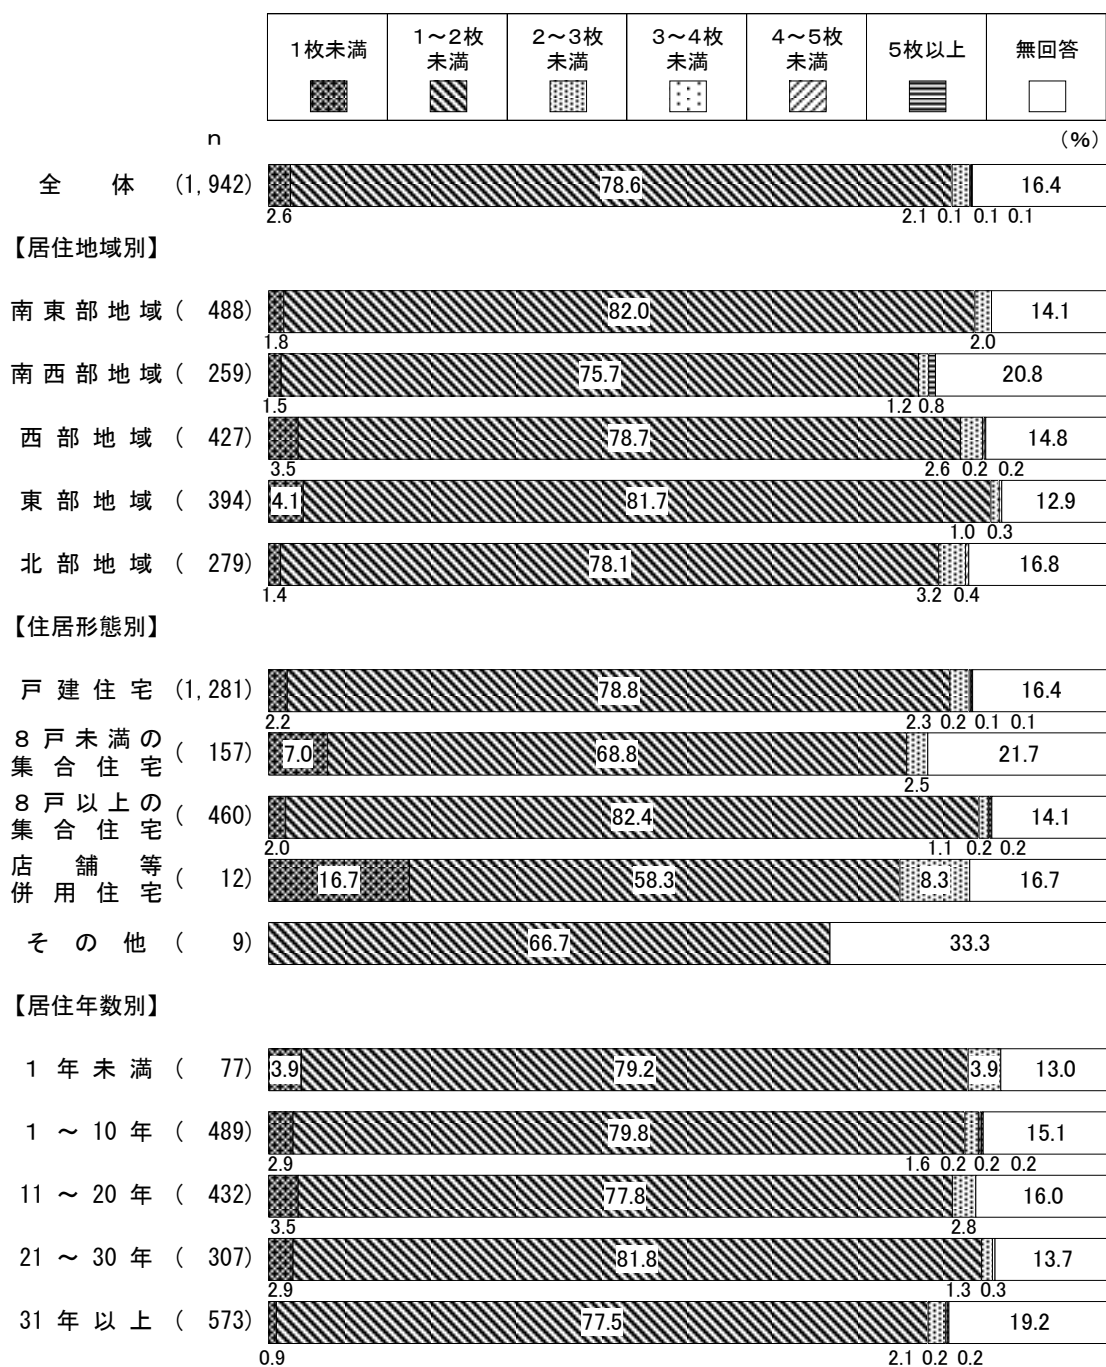 1枚未満 1～2枚未満 2～3枚未満 3～4枚未満 4～5枚未満 5枚以上 無回答
n (%)
全体 (1,942) 78.6 16.4
2.6 2.1 0.1 0.1 0.1
【居住地域別】
南東部地域 ( 488) 82.0 14.1
1.8 2.0
南西部地域 ( 259) 75.7 20.8
1.5 1.2 0.8
西部地域 ( 427) 78.7 14.8
3.5 2.6 0.2 0.2
東部地域 ( 394) 4.1 81.7 12.9
1.0 0.3
北部地域 ( 279) 78.1 16.8
1.4 3.2 0.4
【住居形態別】
戸建住宅 (1,281) 78.8 16.4
2.2 2.3 0.2 0.1 0.1
8戸未満の
集合住宅 ( 157) 7.0 68.8 21.7
2.5
8戸以上の
集合住宅 ( 460) 82.4 14.1
2.0 1.1 0.2 0.2
店舗等
併用住宅 ( 12) 16.7 58.3 8.3 16.7
その他 ( 9) 66.7 33.3
【居住年数別】
1年未満 ( 77) 3.9 79.2 3.9 13.0
1～10年 ( 489) 79.8 15.1
2.9 1.6 0.2 0.2 0.2
11～20年 ( 432) 77.8 16.0
3.5 2.8
21～30年 ( 307) 81.8 13.7
2.9 1.3 0.3
31年以上 ( 573) 77.5 19.2
0.9 2.1 0.2 0.2